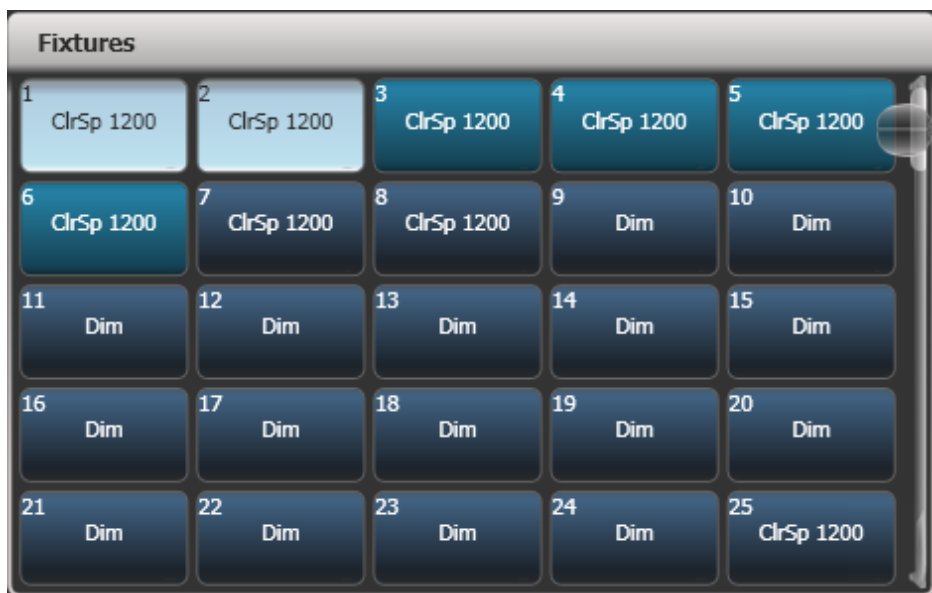 Fixtures
1
ClrSp 1200
2
ClrSp 1200
3
ClrSp 1200
4
ClrSp 1200
5
ClrSp 1200
6
ClrSp 1200
7
ClrSp 1200
8
ClrSp 1200
9
Dim
10
Dim
11
Dim
12
Dim
13
Dim
14
Dim
15
Dim
16
Dim
17
Dim
18
Dim
19
Dim
20
Dim
21
Dim
22
Dim
23
Dim
24
Dim
25
ClrSp 1200